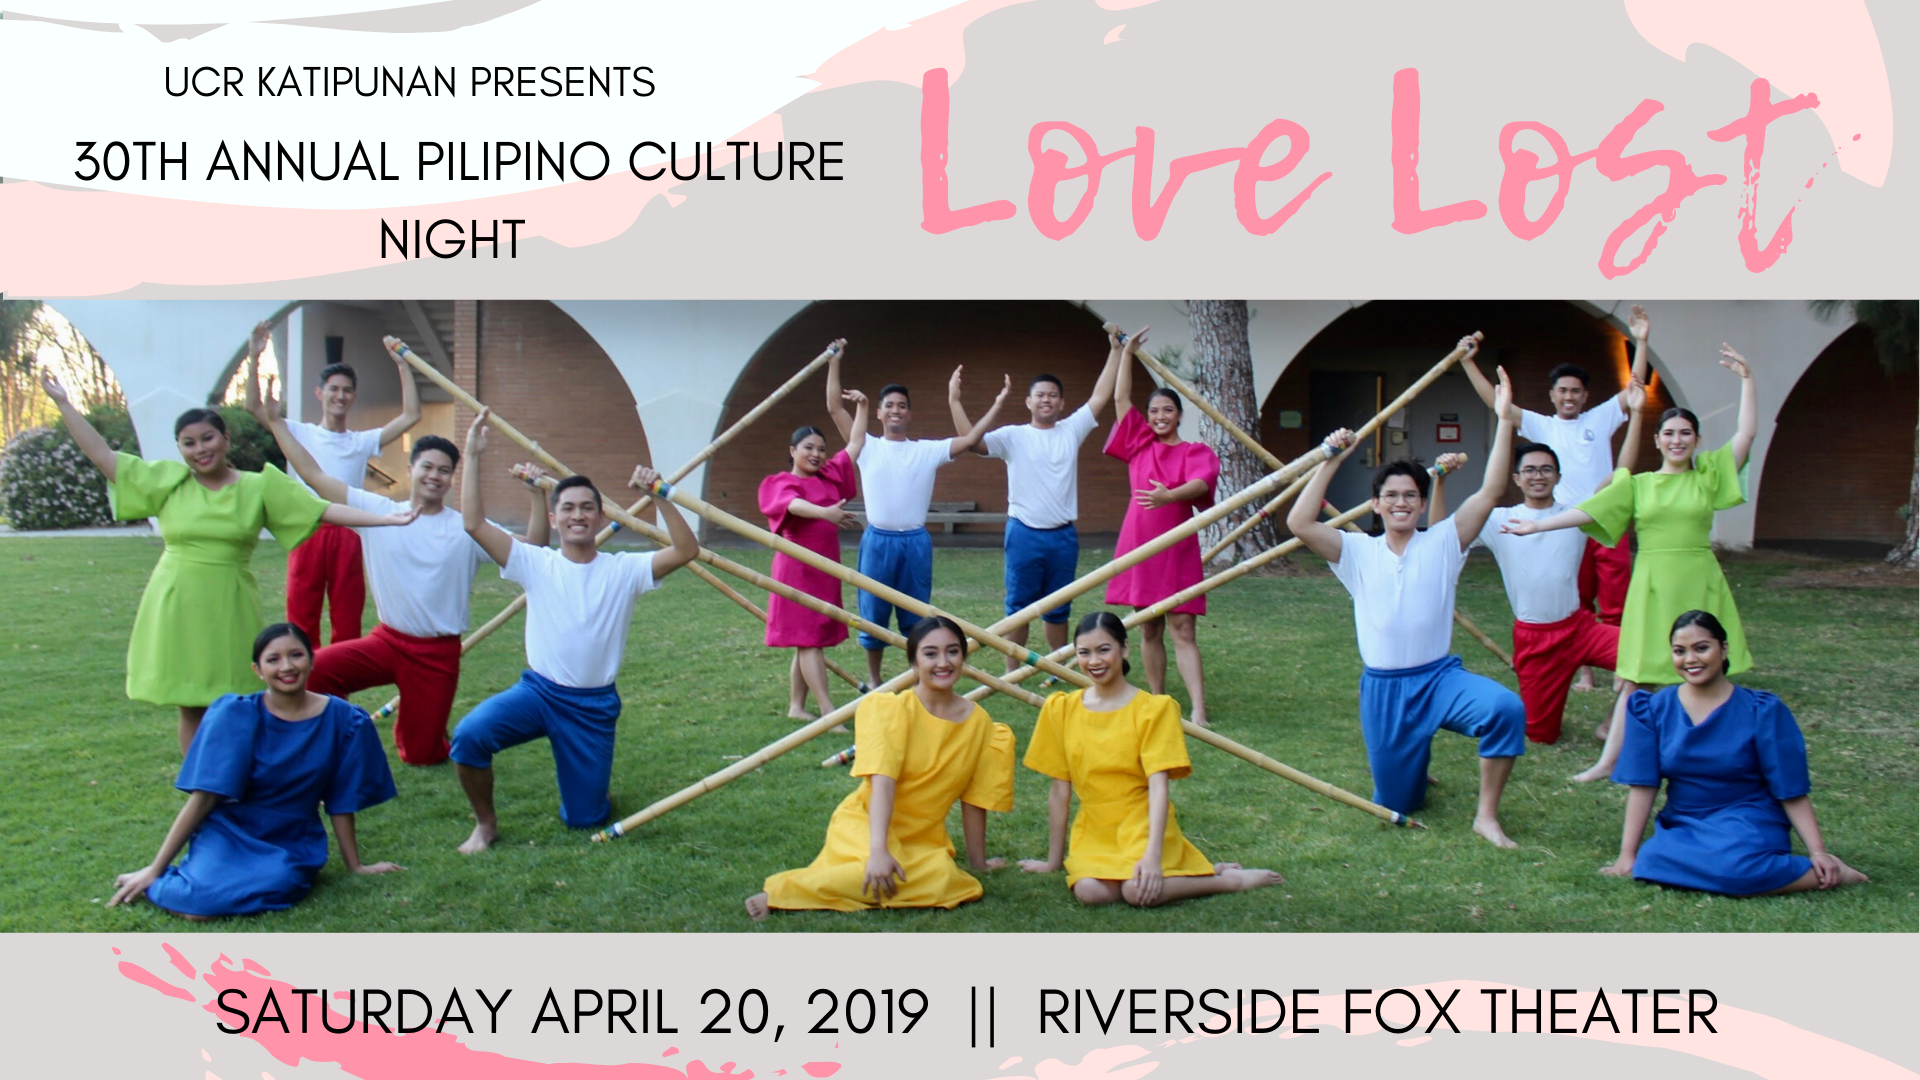 UCR KATIPUNAN PRESENTS
30TH ANNUAL PILIPINO CULTURE
NIGHT
Love Lost
SATURDAY APRIL 20, 2019 || RIVERSIDE FOX THEATER